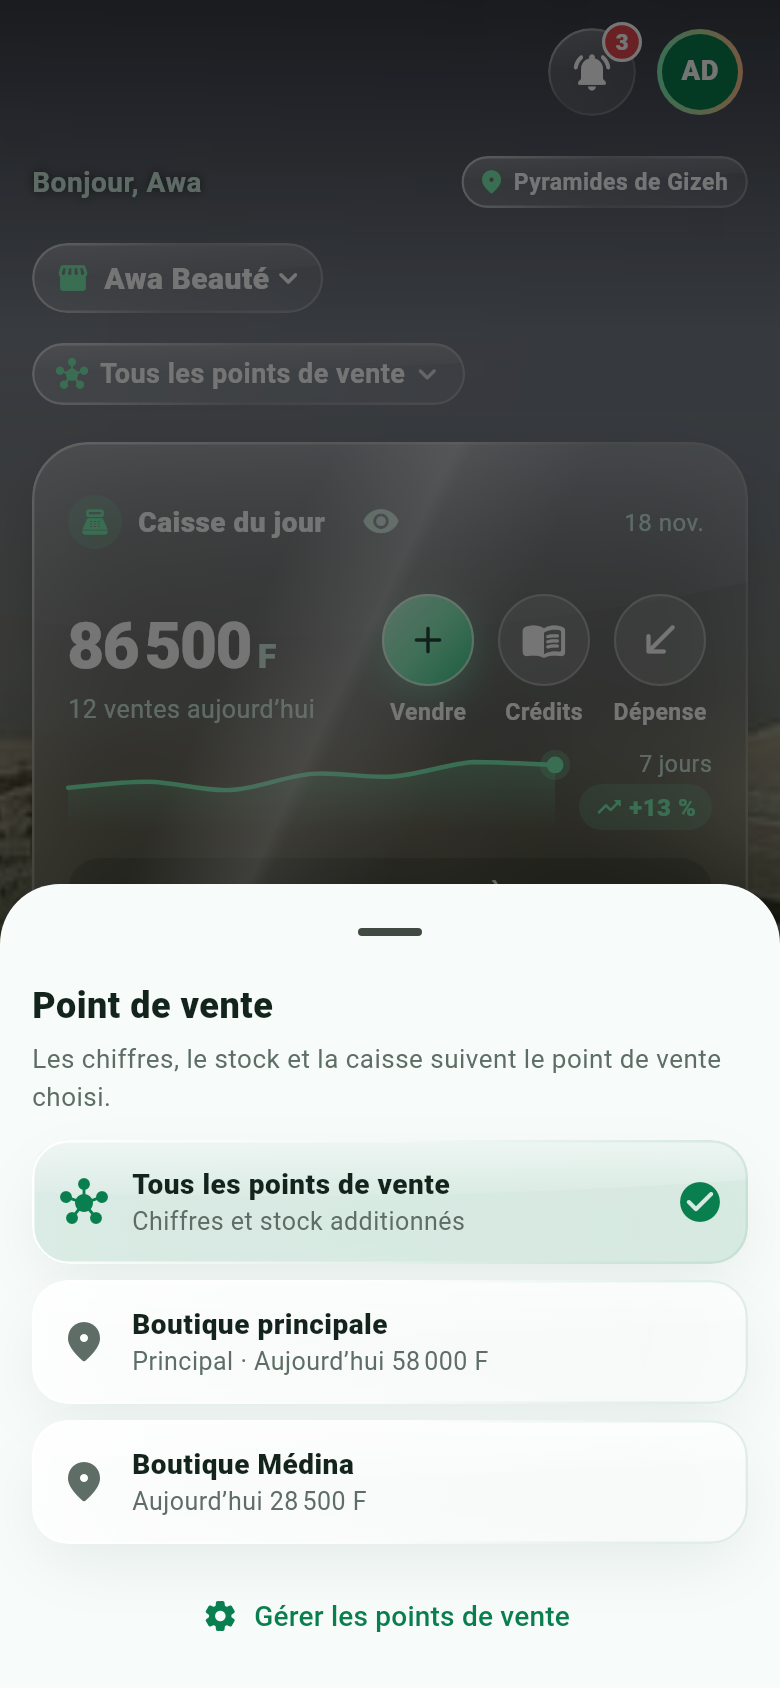 3
AD
Bonjour, Awa
Pyramides de Gizeh
Awa Beauté
Tous les points de vente
Caisse du jour
18 nov.
86 500 F
12 ventes aujourd’hui
Vendre
Crédits
Dépense
7 jours
+13 %
Point de vente
Les chiffres, le stock et la caisse suivent le point de vente
choisi.
Tous les points de vente
Chiffres et stock additionnés
Boutique principale
Principal · Aujourd’hui 58 000 F
Boutique Médina
Aujourd’hui 28 500 F
Gérer les points de vente